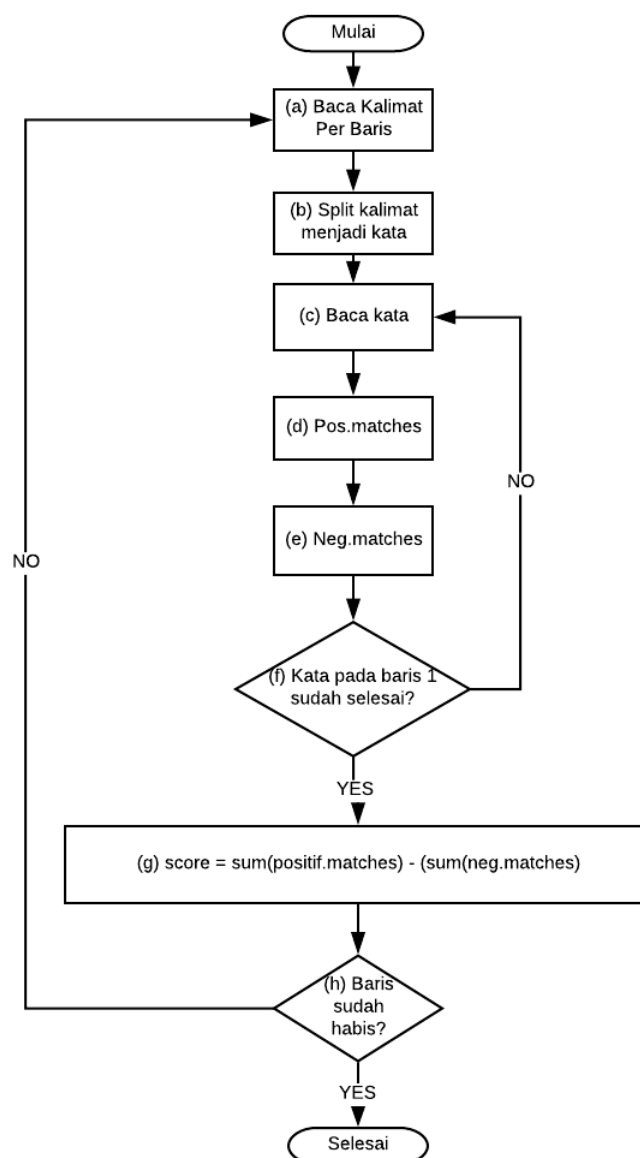 Mulai
(a) Baca Kalimat
Per Baris
(b) Split kalimat
menjadi kata
(c) Baca kata
(d) Pos.matches
(e) Neg.matches
NO
NO
(f) Kata pada baris 1
sudah selesai?
YES
(g) score = sum(positif.matches) - (sum(neg.matches)
(h) Baris
sudah
habis?
YES
Selesai